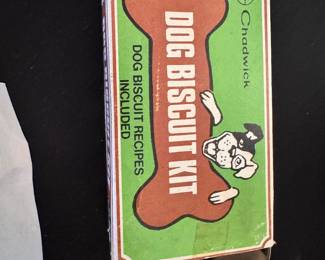 Chadwick
DOG BISCUIT KIT
DOG BISCUIT RECIPES
INCLUDED